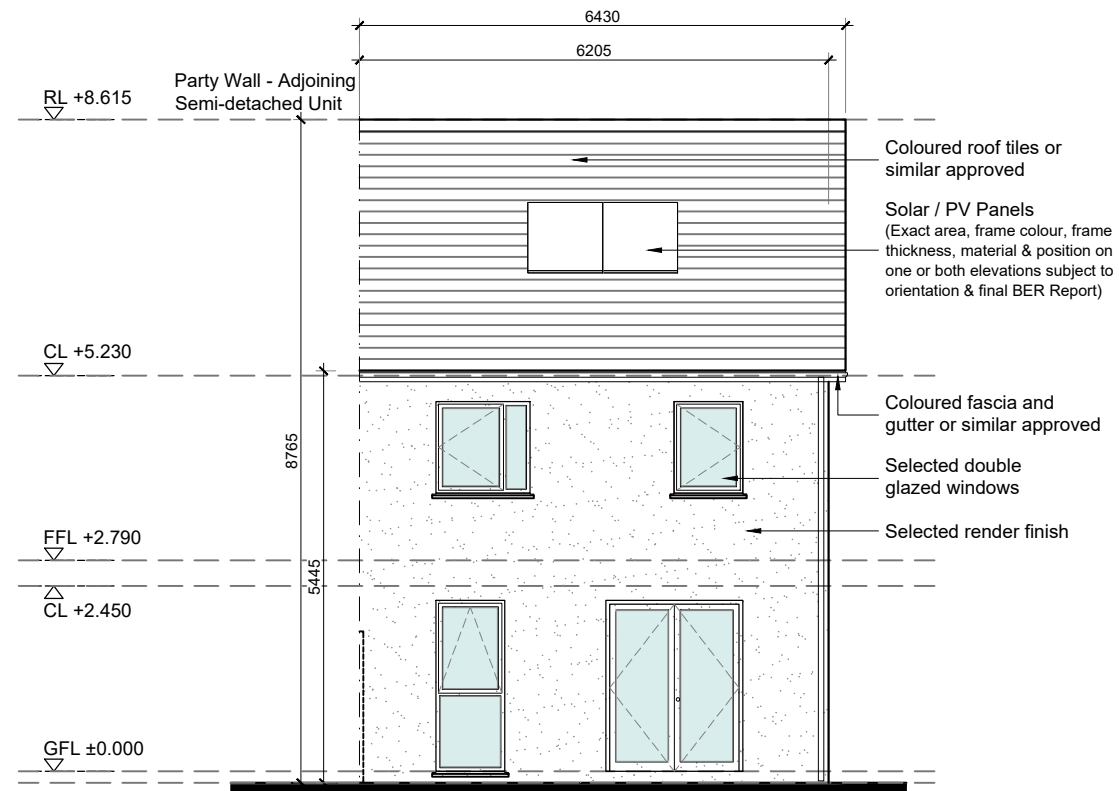 6430
6205
Party Wall - Adjoining
Semi-detached Unit
RL +8.615
Coloured roof tiles or
similar approved
Solar / PV Panels
(Exact area, frame colour, frame
thickness, material & position on
one or both elevations subject to
orientation & final BER Report)
CL +5.230
Coloured fascia and
gutter or similar approved
8765
Selected double
glazed windows
Selected render finish
FFL +2.790
5445
CL +2.450
GFL ±0.000